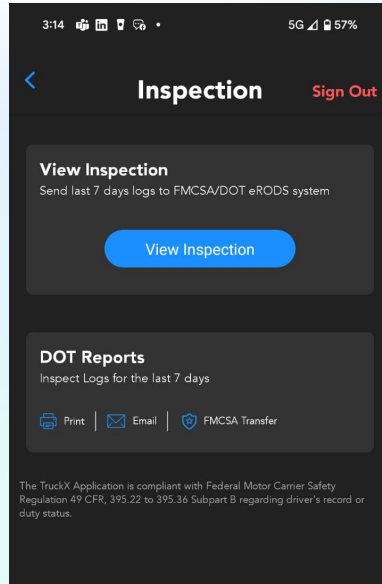 3:14 5G 57%
Inspection Sign Out
View Inspection
Send last 7 days logs to FMCSA/DOT eRODS system
View Inspection
DOT Reports
Inspect Logs for the last 7 days
Print Email FMCSA Transfer
The TruckX Application is compliant with Federal Motor Carrier Safety
Regulation 49 CFR, 395.22 to 395.36 Subpart B regarding driver's record or
duty status.